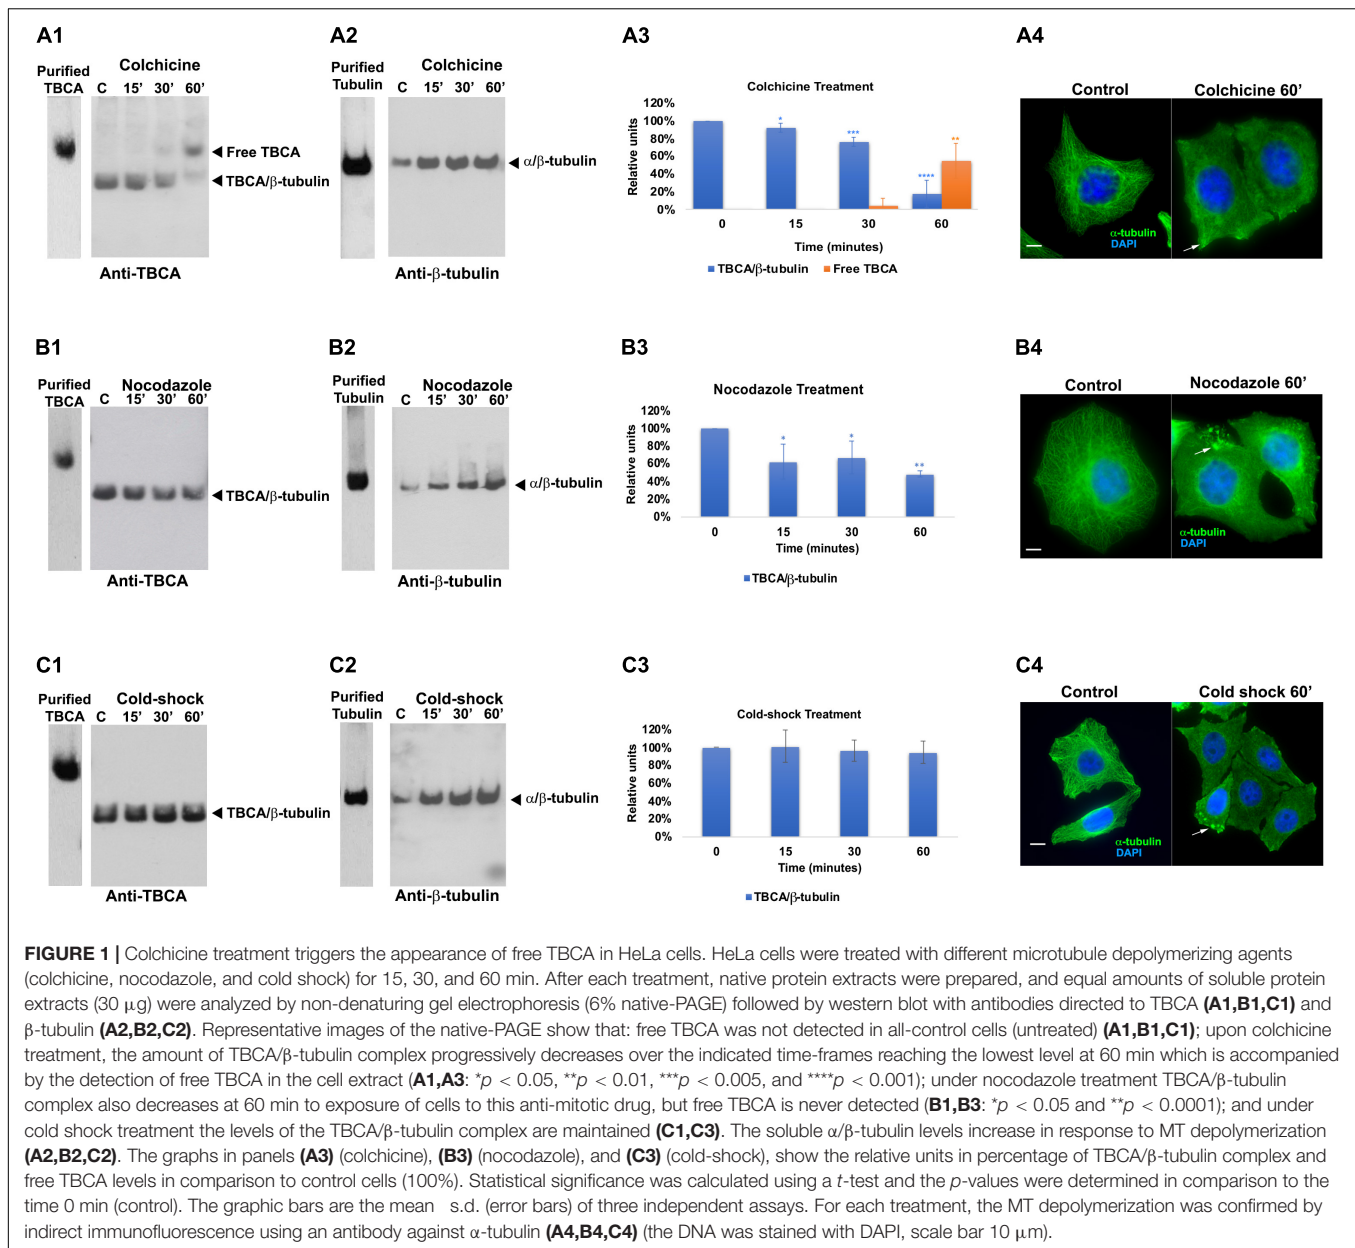 A1
Purified
TBCA
Colchicine
C 15’ 30’ 60’
Free TBCA
TBCA/β-tubulin
Anti-TBCA
A2
Purified
Tubulin
Colchicine
C 15’ 30’ 60’
α/β-tubulin
Anti-β-tubulin
A3
Colchicine Treatment
Relative units
120%
100%
80%
60%
40%
20%
0%
* *** **** **
0 15 30 60
Time (minutes)
TBCA/β-tubulin Free TBCA
A4
Control Colchicine 60’
α-tubulin
DAPI
B1
Purified
TBCA
Nocodazole
C 15’ 30’ 60’
TBCA/β-tubulin
Anti-TBCA
B2
Purified
Tubulin
Nocodazole
C 15’ 30’ 60’
α/β-tubulin
Anti-β-tubulin
B3
Nocodazole Treatment
Relative units
120%
100%
80%
60%
40%
20%
0%
* * **
0 15 30 60
Time (minutes)
TBCA/β-tubulin
B4
Control Nocodazole 60’
α-tubulin
DAPI
C1
Purified
TBCA
Cold-shock
C 15’ 30’ 60’
TBCA/β-tubulin
Anti-TBCA
C2
Purified
Tubulin
Cold-shock
C 15’ 30’ 60’
α/β-tubulin
Anti-β-tubulin
C3
Cold-shock Treatment
Relative units
120%
100%
80%
60%
40%
20%
0%
0 15 30 60
Time (minutes)
TBCA/β-tubulin
C4
Control Cold shock 60’
α-tubulin
DAPI
FIGURE 1 | Colchicine treatment triggers the appearance of free TBCA in HeLa cells. HeLa cells were treated with different microtubule depolymerizing agents
(colchicine, nocodazole, and cold shock) for 15, 30, and 60 min. After each treatment, native protein extracts were prepared, and equal amounts of soluble protein
extracts (30 μg) were analyzed by non-denaturing gel electrophoresis (6% native-PAGE) followed by western blot with antibodies directed to TBCA (A1,B1,C1) and
β-tubulin (A2,B2,C2). Representative images of the native-PAGE show that: free TBCA was not detected in all-control cells (untreated) (A1,B1,C1); upon colchicine
treatment, the amount of TBCA/β-tubulin complex progressively decreases over the indicated time-frames reaching the lowest level at 60 min which is accompanied
by the detection of free TBCA in the cell extract (A1,A3: *p < 0.05, **p < 0.01, ***p < 0.005, and ****p < 0.001); under nocodazole treatment TBCA/β-tubulin
complex also decreases at 60 min to exposure of cells to this anti-mitotic drug, but free TBCA is never detected (B1,B3: *p < 0.05 and **p < 0.0001); and under
cold shock treatment the levels of the TBCA/β-tubulin complex are maintained (C1,C3). The soluble α/β-tubulin levels increase in response to MT depolymerization
(A2,B2,C2). The graphs in panels (A3) (colchicine), (B3) (nocodazole), and (C3) (cold-shock), show the relative units in percentage of TBCA/β-tubulin complex and
free TBCA levels in comparison to control cells (100%). Statistical significance was calculated using a t-test and the p-values were determined in comparison to the
time 0 min (control). The graphic bars are the mean s.d. (error bars) of three independent assays. For each treatment, the MT depolymerization was confirmed by
indirect immunofluorescence using an antibody against α-tubulin (A4,B4,C4) (the DNA was stained with DAPI, scale bar 10 μm).